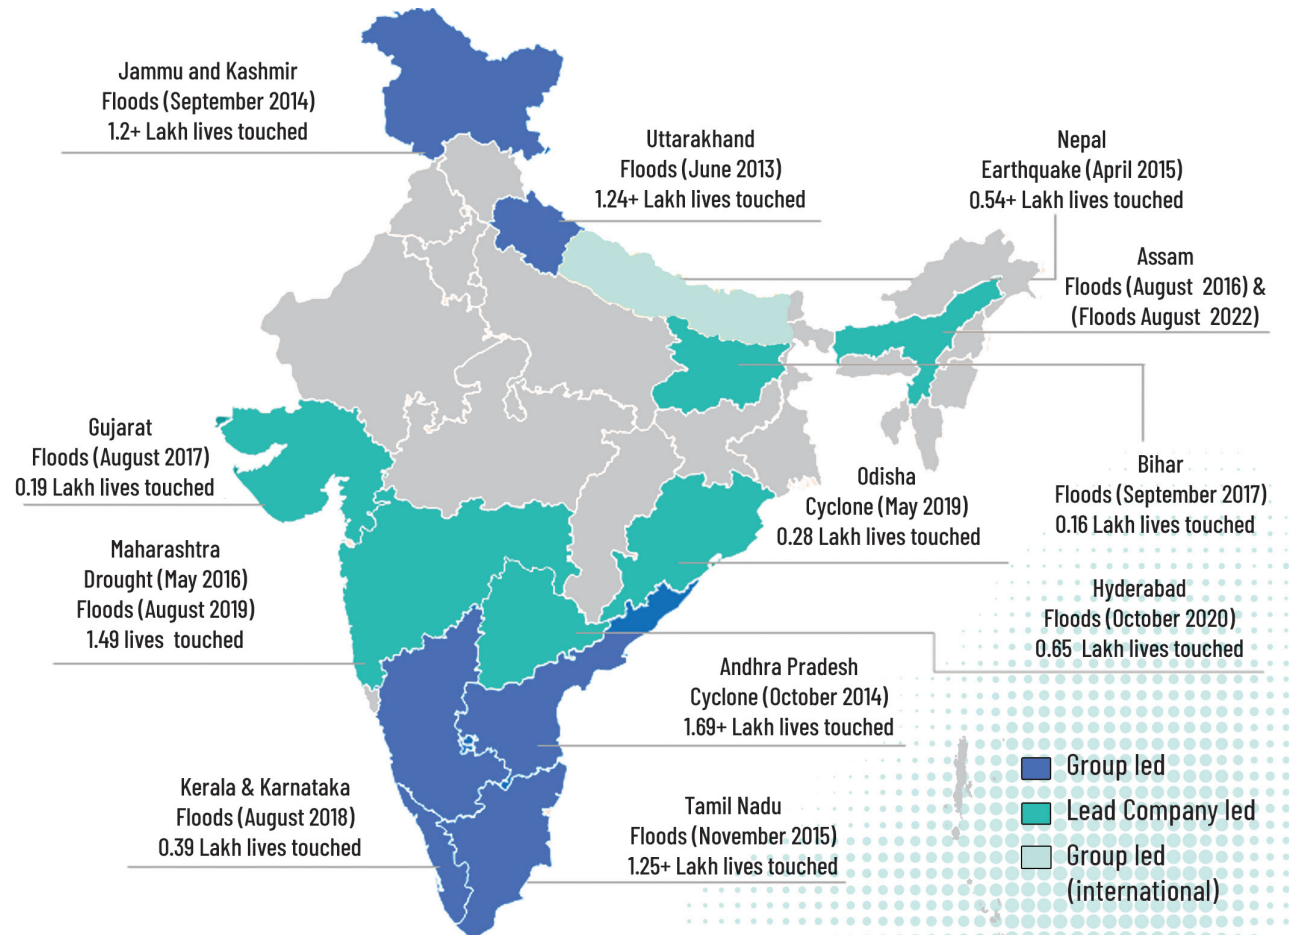 Jammu and Kashmir
Floods (September 2014)
1.2+ Lakh lives touched
Uttarakhand
Floods (June 2013)
1.24+ Lakh lives touched
Nepal
Earthquake (April 2015)
0.54+ Lakh lives touched
Assam
Floods (August 2016) &
(Floods August 2022)
Gujarat
Floods (August 2017)
0.19 Lakh lives touched
Odisha
Cyclone (May 2019)
0.28 Lakh lives touched
Bihar
Floods (September 2017)
0.16 Lakh lives touched
Maharashtra
Drought (May 2016)
Floods (August 2019)
1.49 lives touched
Hyderabad
Floods (October 2020)
0.65 Lakh lives touched
Andhra Pradesh
Cyclone (October 2014)
1.69+ Lakh lives touched
Kerala & Karnataka
Floods (August 2018)
0.39 Lakh lives touched
Tamil Nadu
Floods (November 2015)
1.25+ Lakh lives touched
Group led
Lead Company led
Group led
(international)